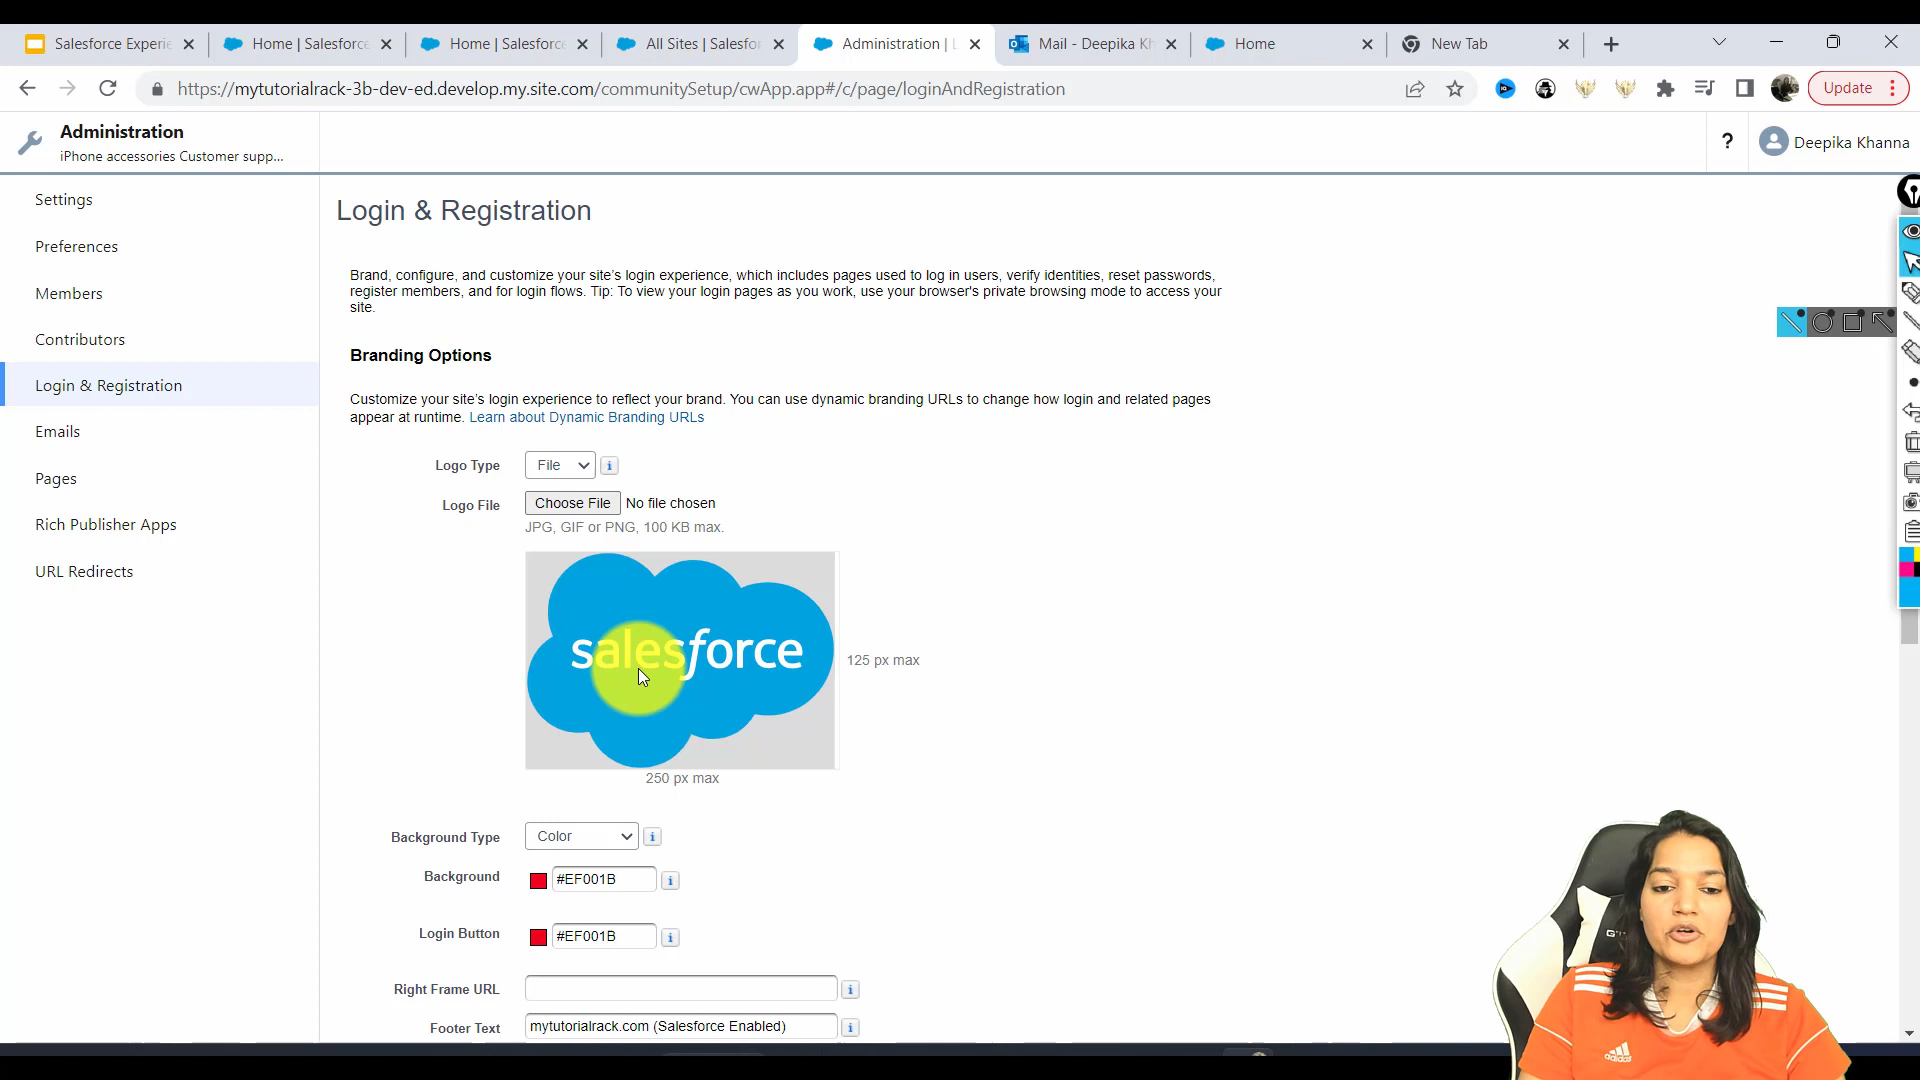 Salesforce Experie
Home | Salesforce
Home | Salesforce
All Sites | Salesfor
Administration | L
Mail - Deepika Kh
Home
New Tab
https://mytutorialrack-3b-dev-ed.develop.my.site.com/communitySetup/cwApp.app#/c/page/loginAndRegistration
Update
Administration
iPhone accessories Customer supp...
?
Deepika Khanna
Settings
Preferences
Members
Contributors
Login & Registration
Emails
Pages
Rich Publisher Apps
URL Redirects
Login & Registration
Brand, configure, and customize your site's login experience, which includes pages used to log in users, verify identities, reset passwords,
register members, and for login flows. Tip: To view your login pages as you work, use your browser's private browsing mode to access your
site.
Branding Options
Customize your site's login experience to reflect your brand. You can use dynamic branding URLs to change how login and related pages
appear at runtime. Learn about Dynamic Branding URLs
Logo Type File
Logo File Choose File No file chosen
JPG, GIF or PNG, 100 KB max.
salesforce
125 px max
250 px max
Background Type Color
Background #EF001B
Login Button #EF001B
Right Frame URL
Footer Text mytutorialrack.com (Salesforce Enabled)
adidas